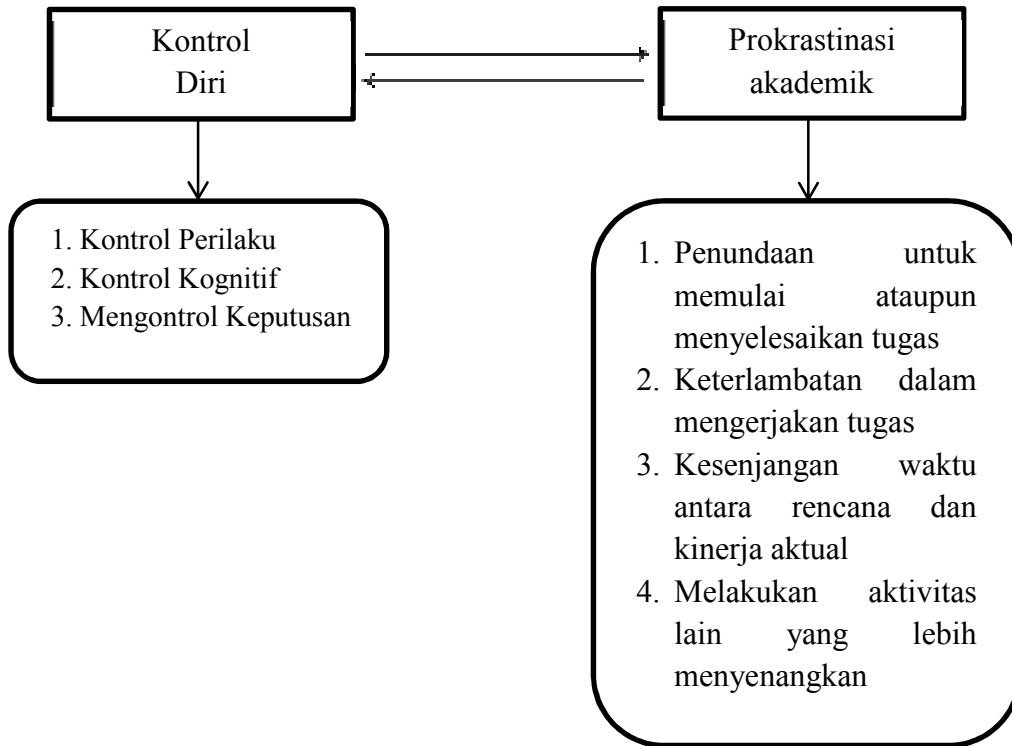 Kontrol
Diri
Prokrastinasi
akademik
1. Kontrol Perilaku
2. Kontrol Kognitif
3. Mengontrol Keputusan
1. Penundaan untuk
memulai ataupun
menyelesaikan tugas
2. Keterlambatan dalam
mengerjakan tugas
3. Kesenjangan waktu
antara rencana dan
kinerja aktual
4. Melakukan aktivitas
lain yang lebih
menyenangkan